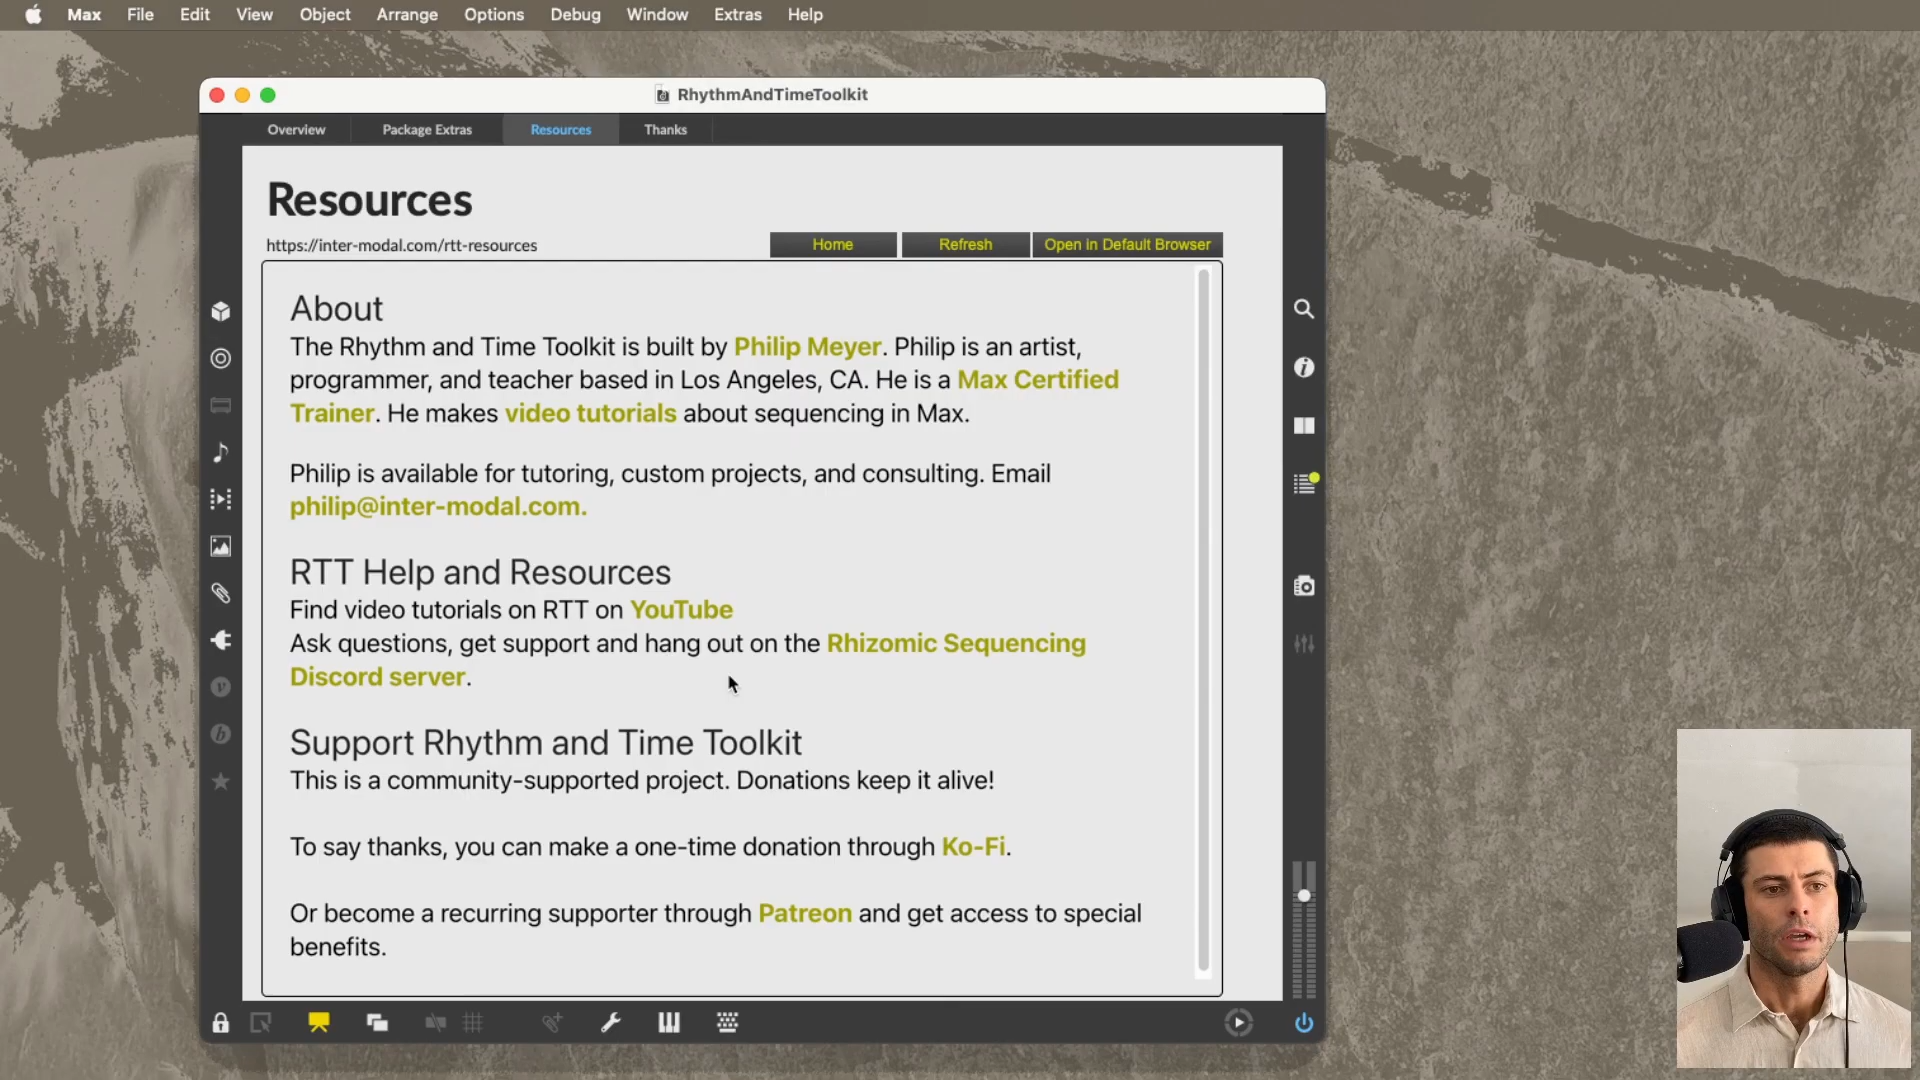 Max File Edit View Object Arrange Options Debug Window Extras Help
RhythmAndTimeToolkit
Overview Package Extras Resources Thanks
Resources
https://inter-modal.com/rtt-resources
Home Refresh Open in Default Browser
About
The Rhythm and Time Toolkit is built by Philip Meyer. Philip is an artist,
programmer, and teacher based in Los Angeles, CA. He is a Max Certified
Trainer. He makes video tutorials about sequencing in Max.
Philip is available for tutoring, custom projects, and consulting. Email
philip@inter-modal.com.
RTT Help and Resources
Find video tutorials on RTT on YouTube
Ask questions, get support and hang out on the Rhizomic Sequencing
Discord server.
Support Rhythm and Time Toolkit
This is a community-supported project. Donations keep it alive!
To say thanks, you can make a one-time donation through Ko-Fi.
Or become a recurring supporter through Patreon and get access to special
benefits.